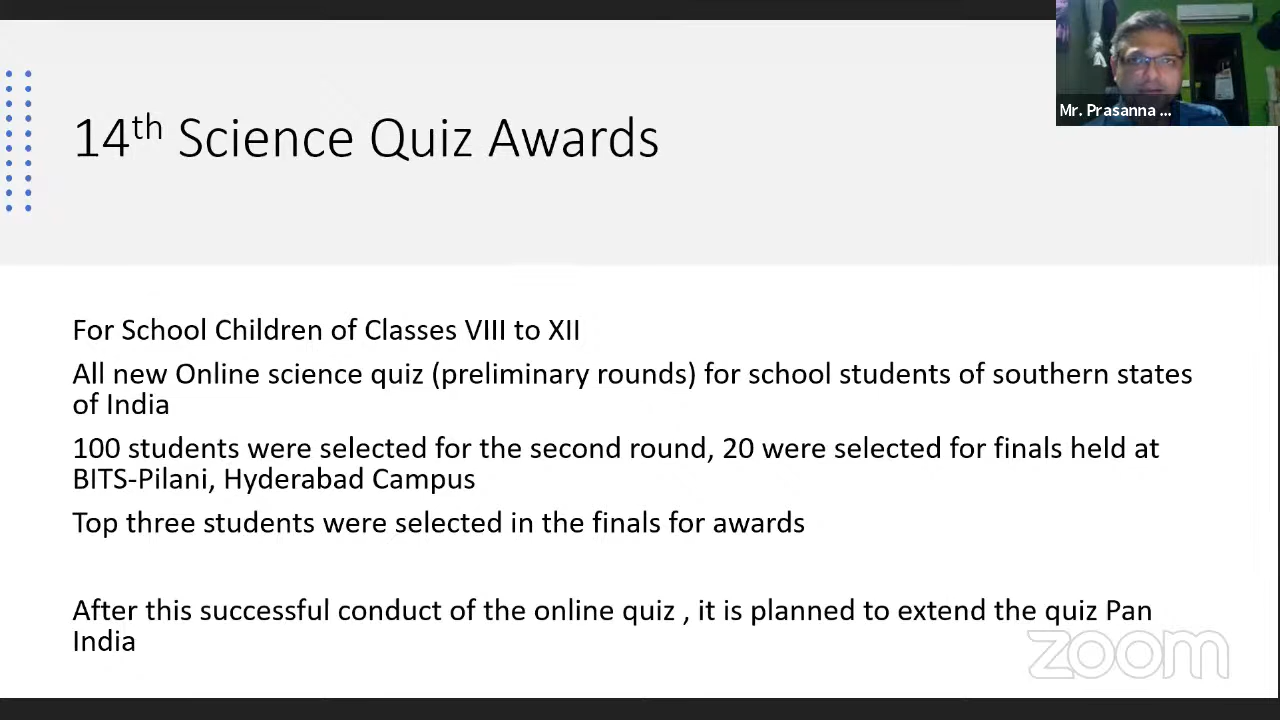 Mr. Prasanna ...
14th Science Quiz Awards
For School Children of Classes VIII to XII
All new Online science quiz (preliminary rounds) for school students of southern states
of India
100 students were selected for the second round, 20 were selected for finals held at
BITS-Pilani, Hyderabad Campus
Top three students were selected in the finals for awards
After this successful conduct of the online quiz , it is planned to extend the quiz Pan
India
zoom